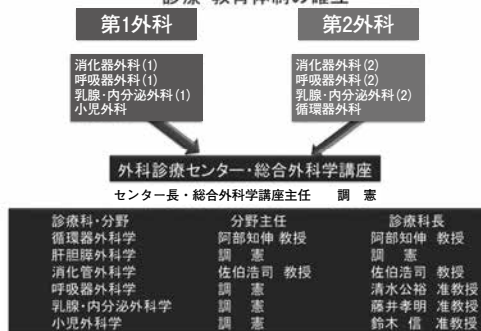 診療・教育体制の確立
第1外科
第2外科
消化器外科(1)
呼吸器外科(1)
乳腺・内分泌外科(1)
小児外科
消化器外科(2)
呼吸器外科(2)
乳腺・内分泌外科(2)
循環器外科
外科診療センター・総合外科学講座
センター長・総合外科学講座主任 調 憲
診療科・分野 分野主任 診療科長
循環器外科学 阿部知伸 教授 阿部知伸 教授
肝胆膵外科学 調 憲 調 憲
消化管外科学 佐伯浩司 教授 佐伯浩司 教授
呼吸器外科学 調 憲 清水公裕 准教授
乳腺・内分泌外科学 調 憲 藤井孝明 准教授
小児外科学 調 憲 鈴木 信 准教授